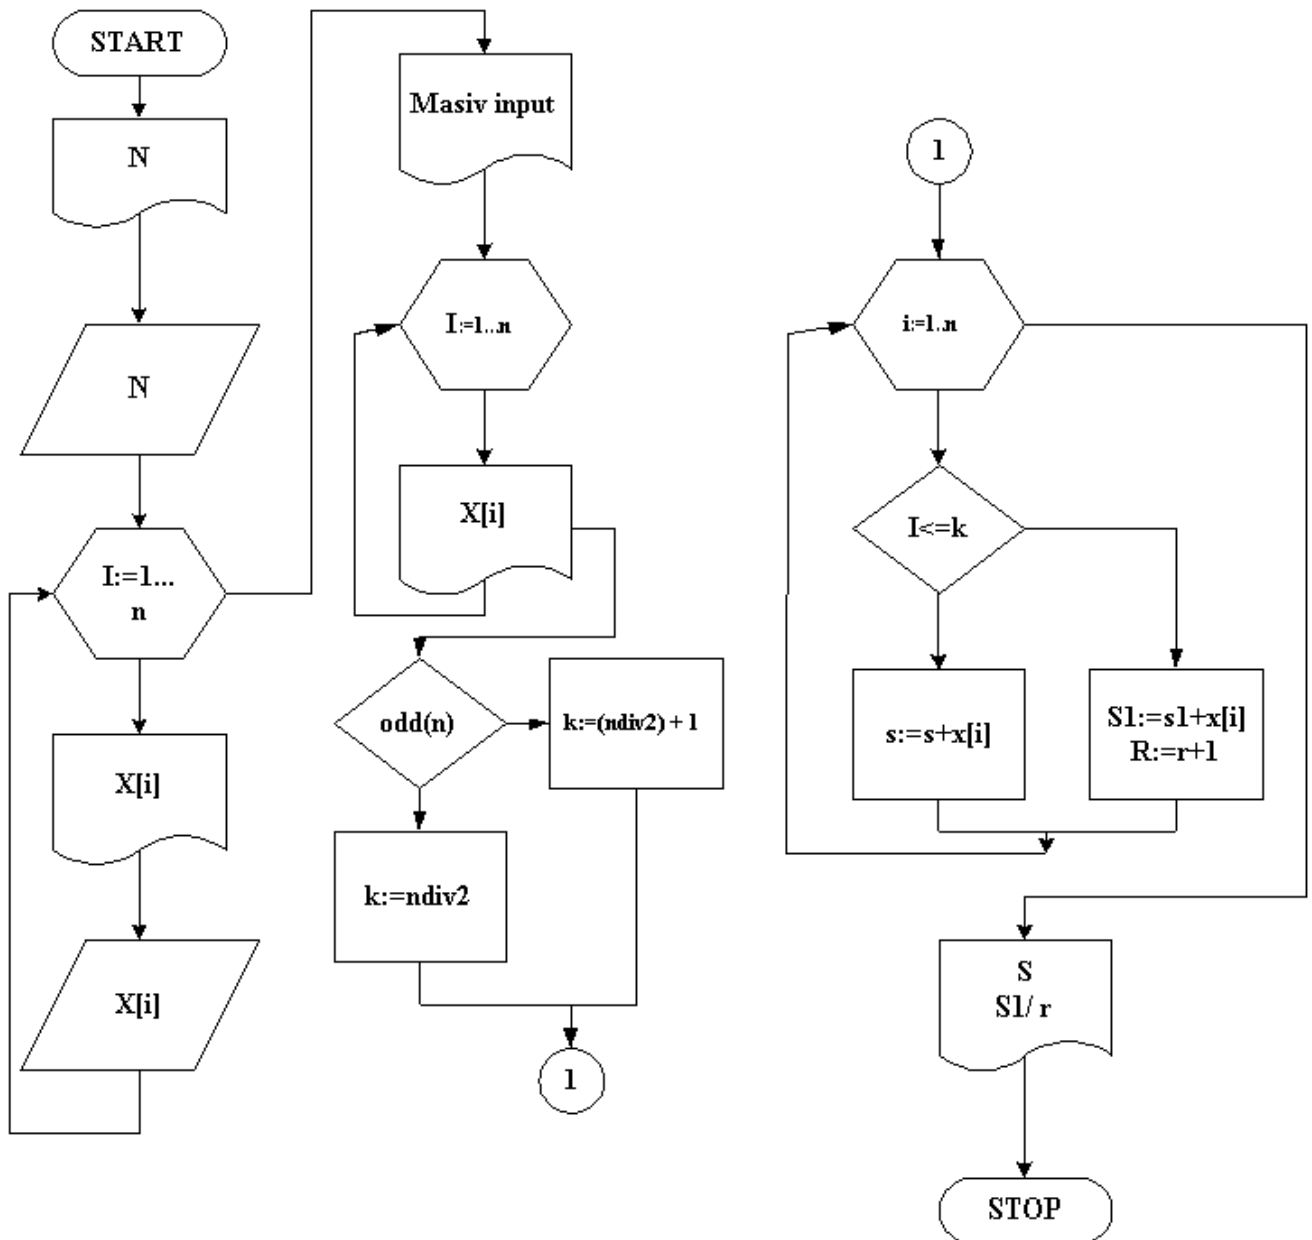 START
N
N
I:=1...
n
X[i]
X[i]
Masiv input
I:=1..n
X[i]
odd(n)
k:=(ndiv2) + 1
k:=ndiv2
1
1
i:=1..n
I<=k
s:=s+x[i]
S1:=s1+x[i]
R:=r+1
S
S1/ r
STOP